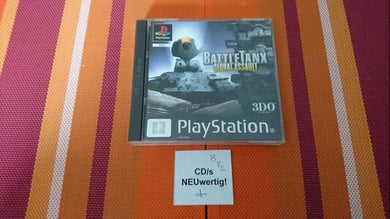 BATTLETANX
GLOBAL ASSAULT
3DO
PlayStation
CD/s
NEUwertig!